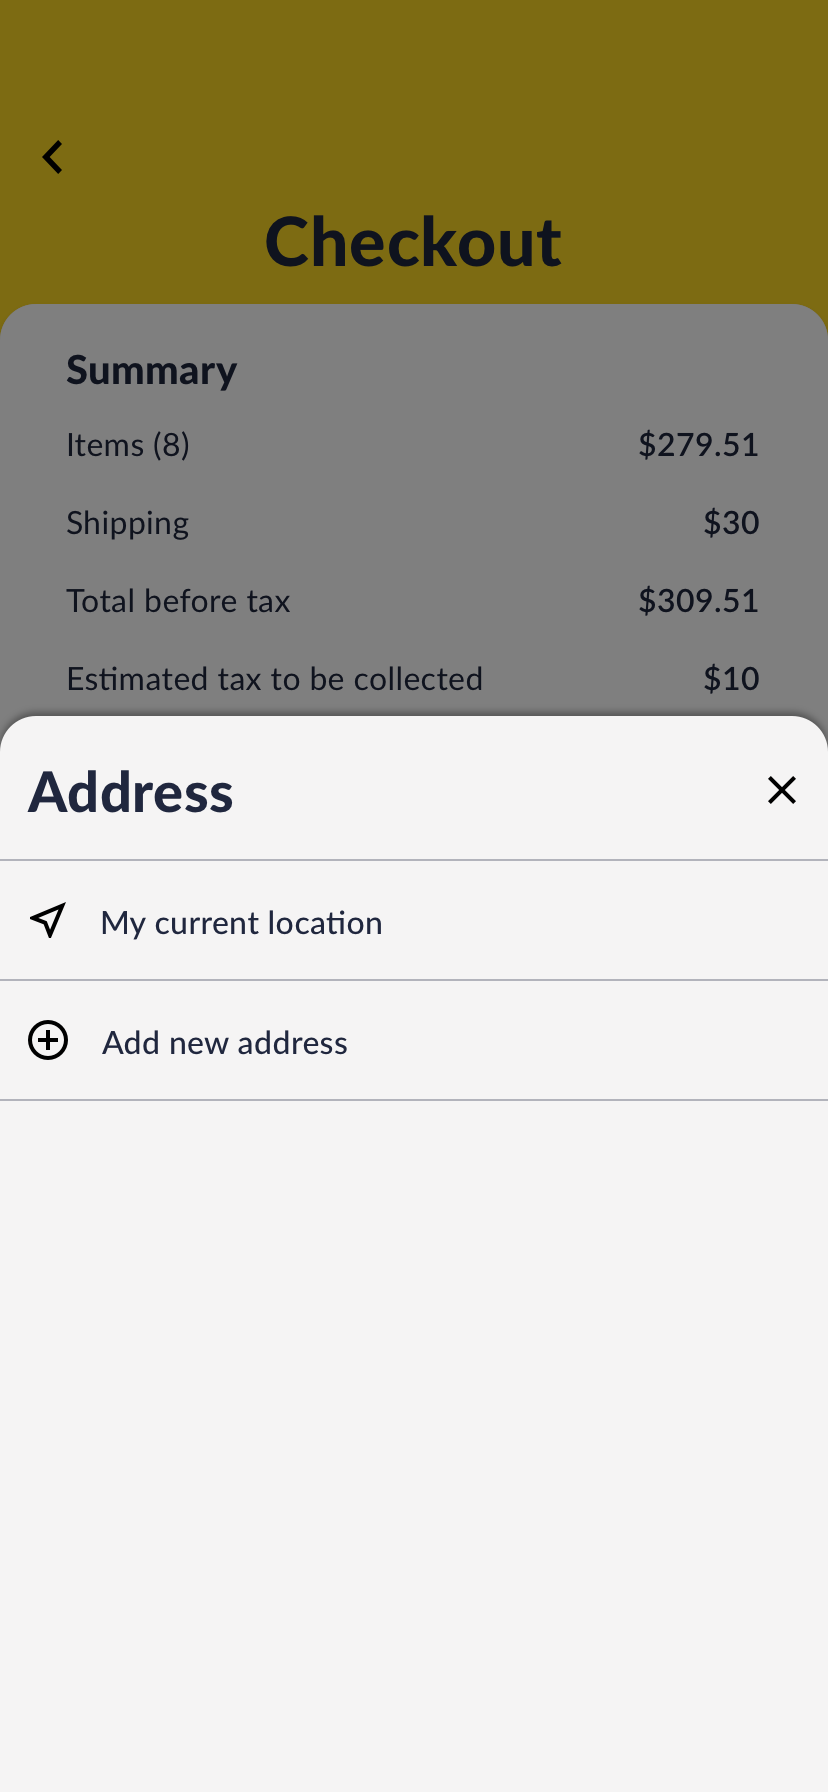 Checkout
Summary
Items (8) $279.51
Shipping $30
Total before tax $309.51
Estimated tax to be collected $10
Address
My current location
Add new address